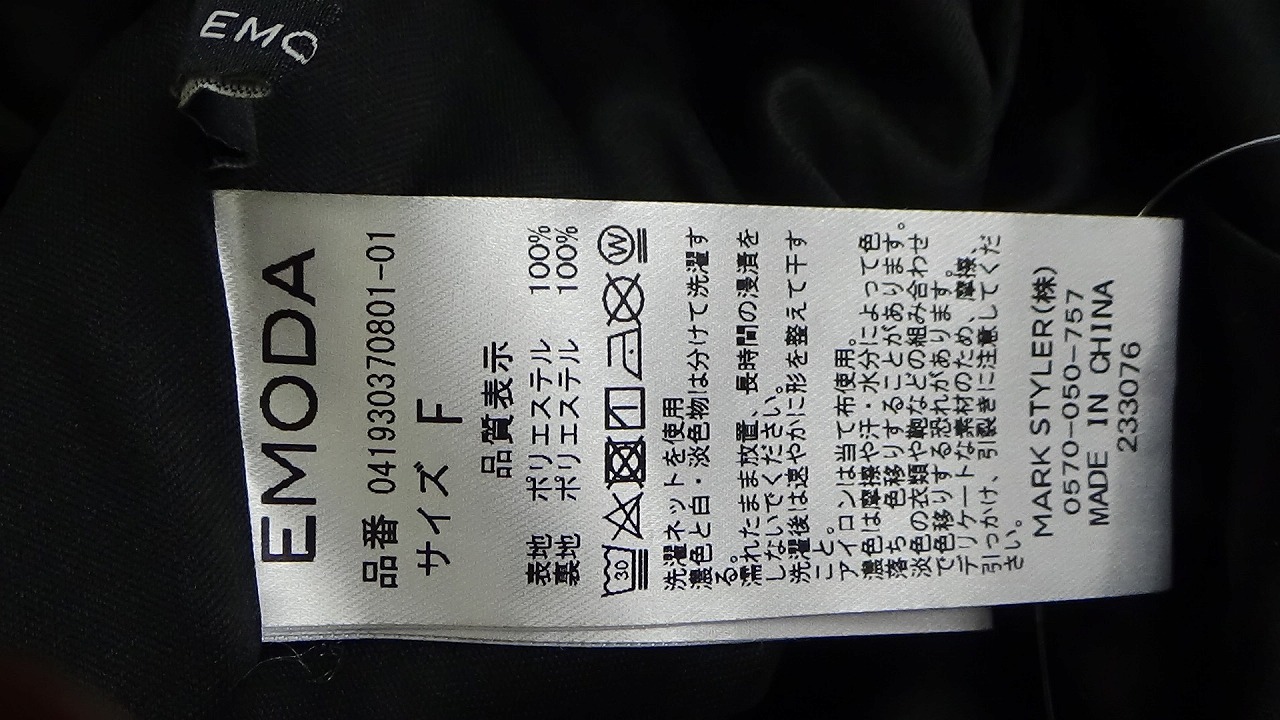 EMO
EMODA
品番 041930370801-01
サイズ F
品質表示
表地 ポリエステル 100%
裏地 ポリエステル 100%
30 W
洗濯ネットを使用
濃色と白・淡色物は分けて洗濯す
る。
濡れたまま放置、長時間の浸漬を
しないでください。
洗濯後は速やかに形を整えて干す
こと。
アイロンは当て布使用。
濃色は摩擦や汗・水分によって色
落ち、色移りすることがあります。
淡色の衣類や鞄などの組み合わせ
で色移りする恐れがあります。
デリケートな素材のため、摩擦、
引っかけ、引裂きに注意してくだ
さい。
MARK STYLER(株)
0570-050-757
MADE IN CHINA
233076